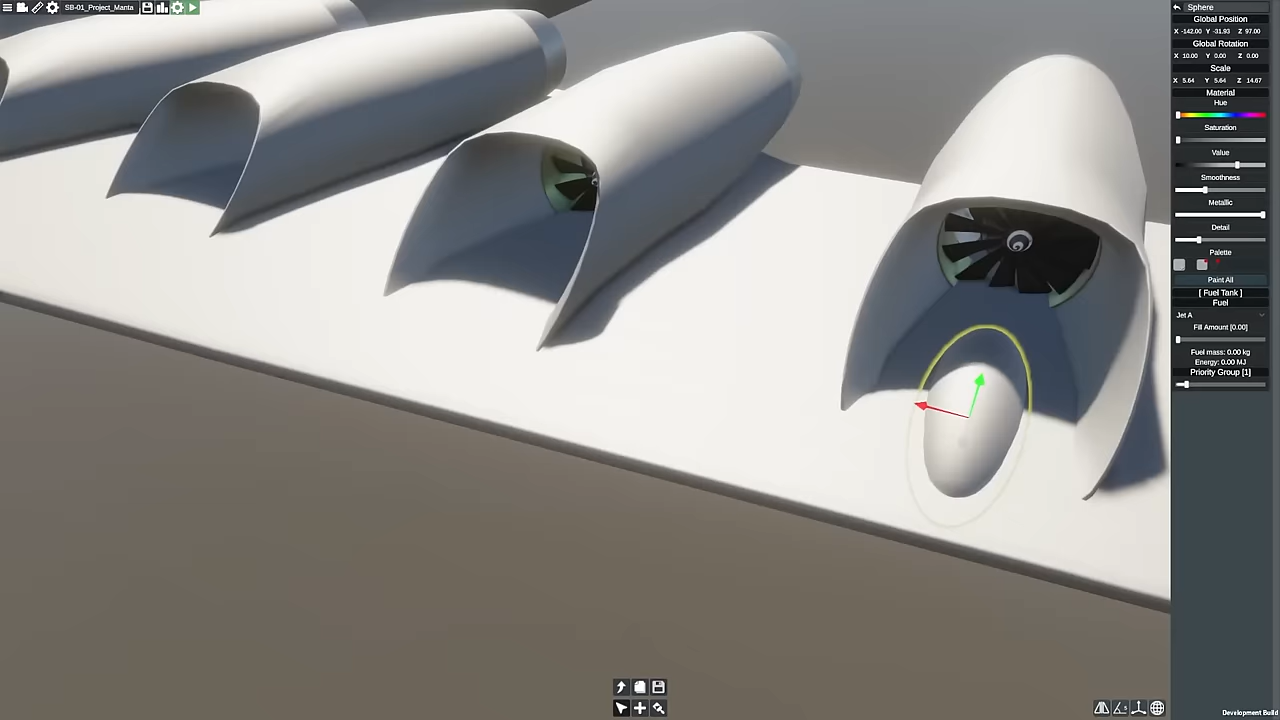 SB-01_Project_Manta
Sphere
Global Position
X -142.00 Y -31.93 Z 97.00
Global Rotation
X 10.00 Y 0.00 Z 0.00
Scale
X 5.64 Y 5.64 Z 14.67
Material
Hue
Saturation
Value
Smoothness
Metallic
Detail
Palette
Paint All
[ Fuel Tank ]
Fuel
Jet A
Fill Amount [0.00]
Fuel mass: 0.00 kg
Energy: 0.00 MJ
Priority Group [1]
Development Build